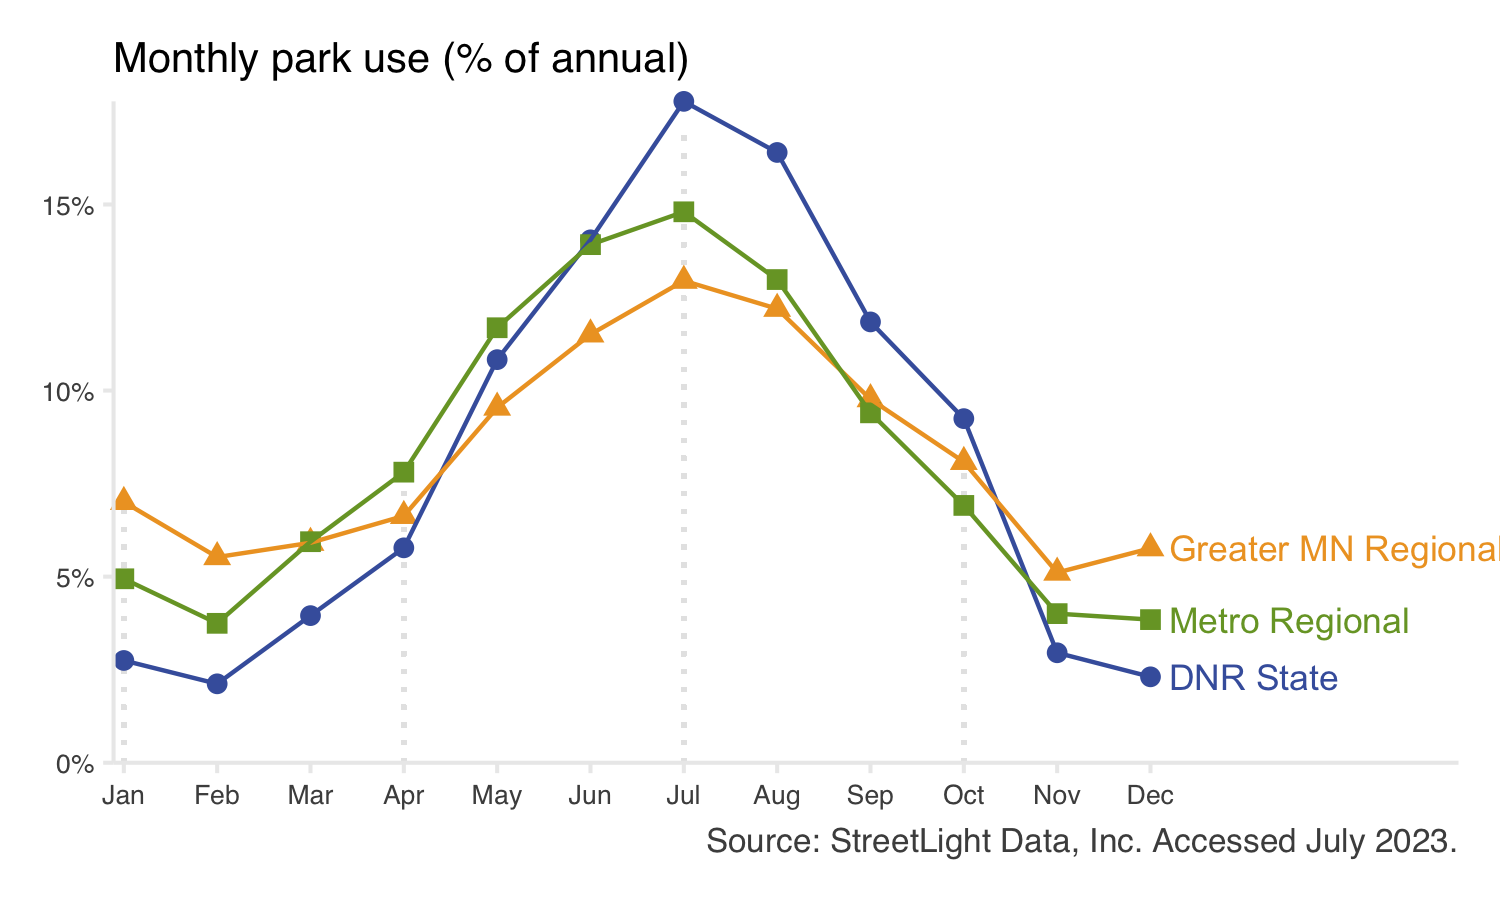 Monthly park use (% of annual)
15%
10%
5%
0%
Greater MN Regional
Metro Regional
DNR State
Jan Feb Mar Apr May Jun Jul Aug Sep Oct Nov Dec
Source: StreetLight Data, Inc. Accessed July 2023.